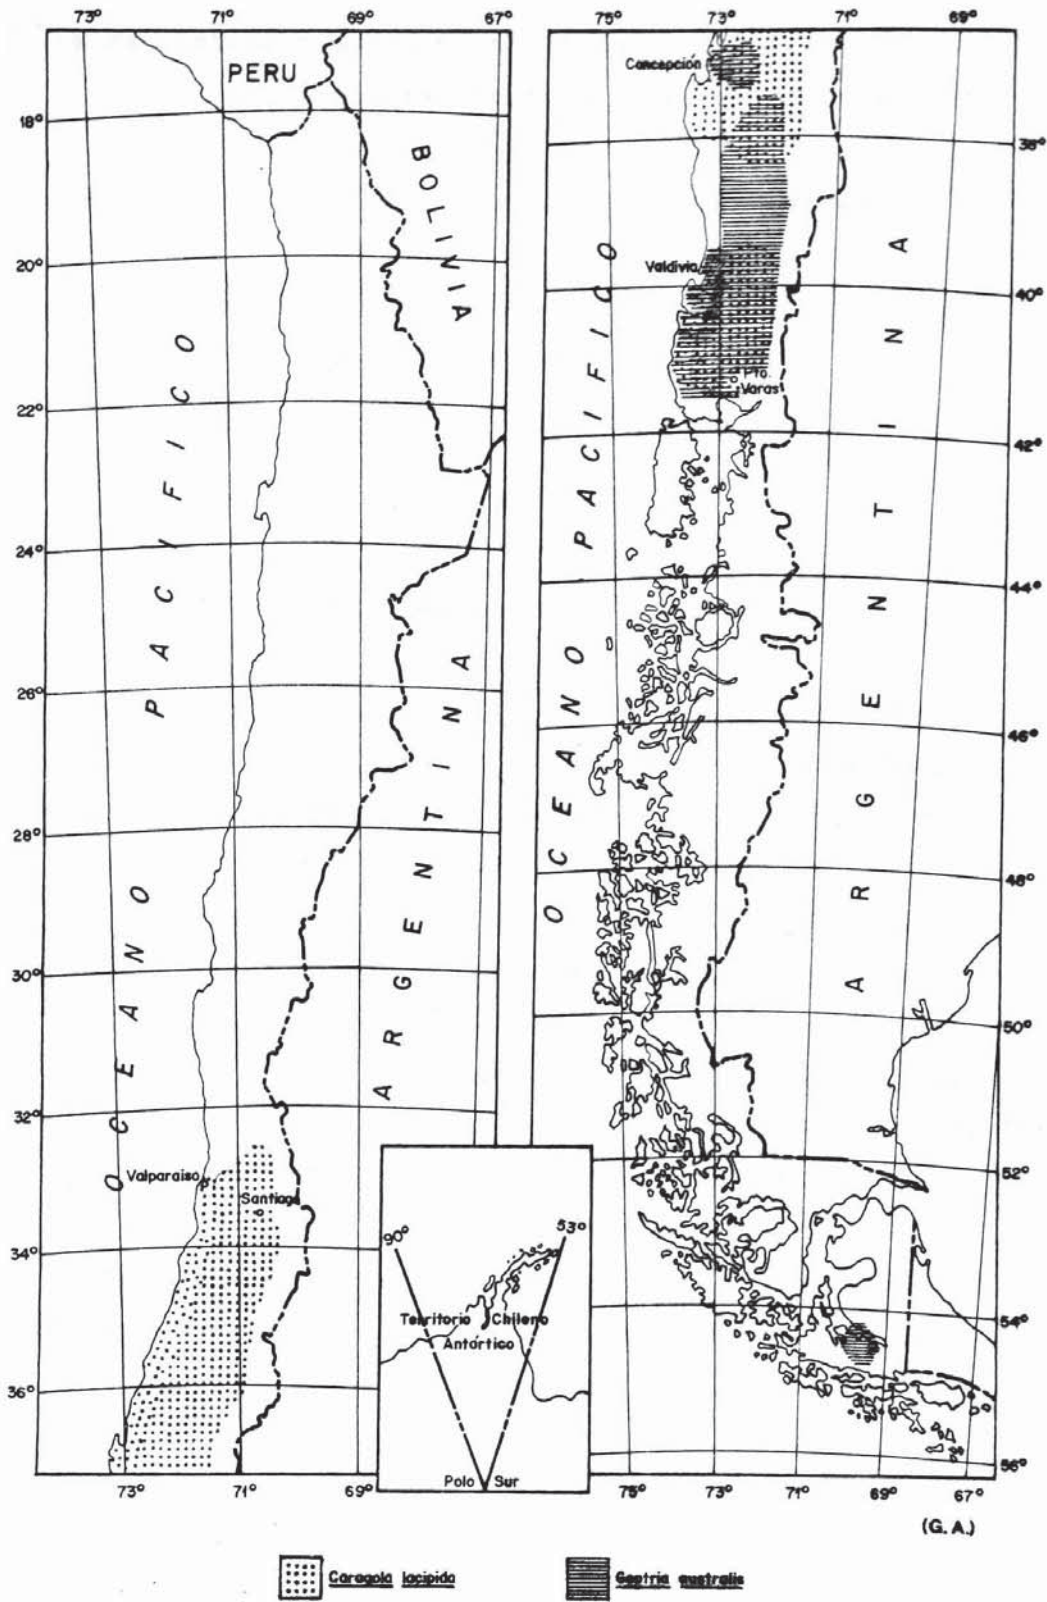 73° 71° 69° 67°
75° 73° 71° 69°
PERU
BOLIVIA
OCEANO PACIFICO
ARGENTINA
18°
20°
22°
24°
26°
28°
30°
32°
34°
36°
Valparaiso
Santiago
73° 71° 69°
90° 53°
Territorio Chileno
Antártico
Polo Sur
Concepción
Valdivia
Pto.
Varas
OCEANO PACIFICO
ARGENTINA
38°
40°
42°
44°
46°
48°
50°
52°
54°
56°
75° 73° 71° 69° 67°
(G. A.)
Caragola lacipida Geotria australis